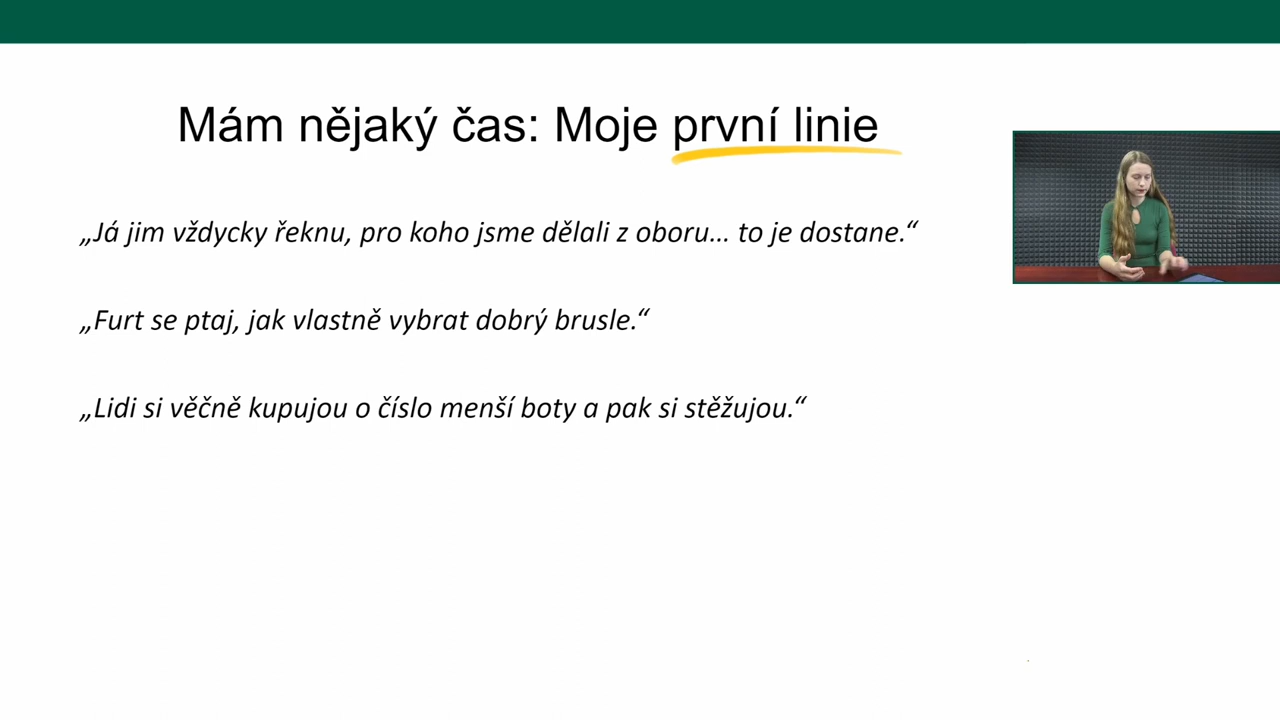 Mám nějaký čas: Moje první linie
„Já jim vždycky řeknu, pro koho jsme dělali z oboru… to je dostane.“
„Furt se ptaj, jak vlastně vybrat dobrý brusle.“
„Lidi si věčně kupujou o číslo menší boty a pak si stěžujou.“